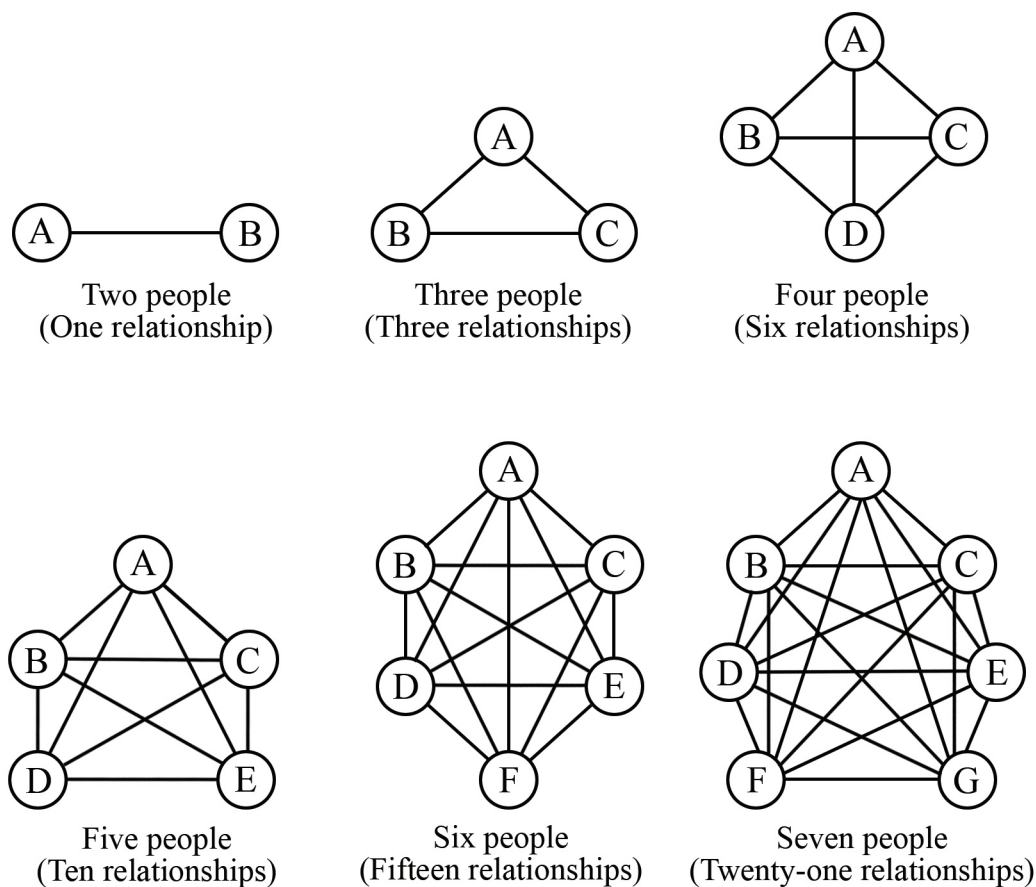 A
B
Two people
(One relationship)
A
B
C
Three people
(Three relationships)
A
B
C
D
Four people
(Six relationships)
A
B
C
D
E
Five people
(Ten relationships)
A
B
C
D
E
F
Six people
(Fifteen relationships)
A
B
C
D
E
F
G
Seven people
(Twenty-one relationships)